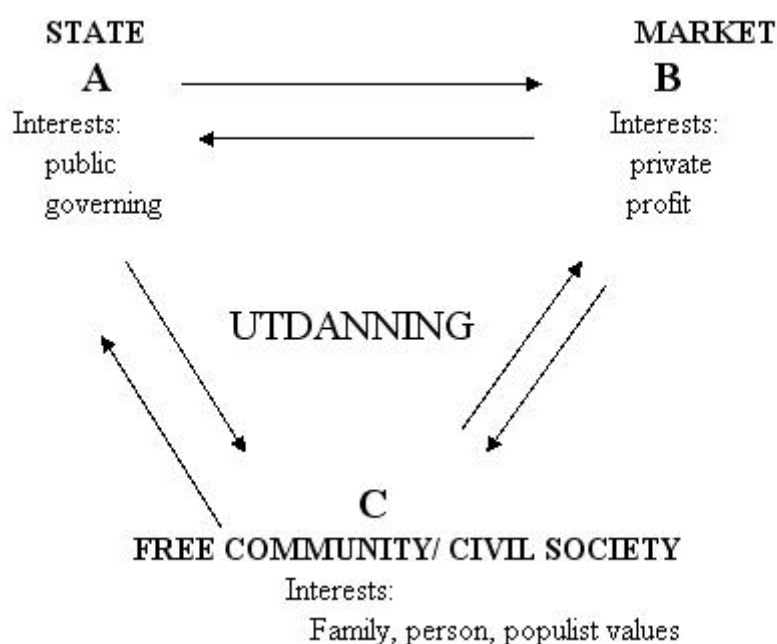 STATE
A
Interests:
public
governing
MARKET
B
Interests:
private
profit
UTDANNING
C
FREE COMMUNITY/ CIVIL SOCIETY
Interests:
Family, person, populist values